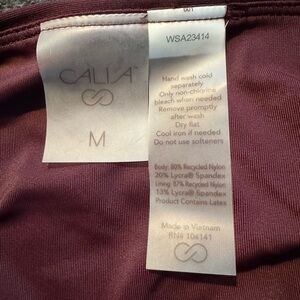 CALIA
M
001
WSA23414
Hand wash cold
separately
Only non-chlorine
bleach when needed
Remove promptly
after wash
Dry flat
Cool iron if needed
Do not use softeners
Body: 80% Recycled Nylon
20% Lycra® Spandex
Lining: 87% Recycled Nylon
13% Lycra® Spandex
Product Contains Latex
Made in Vietnam
RN# 104141